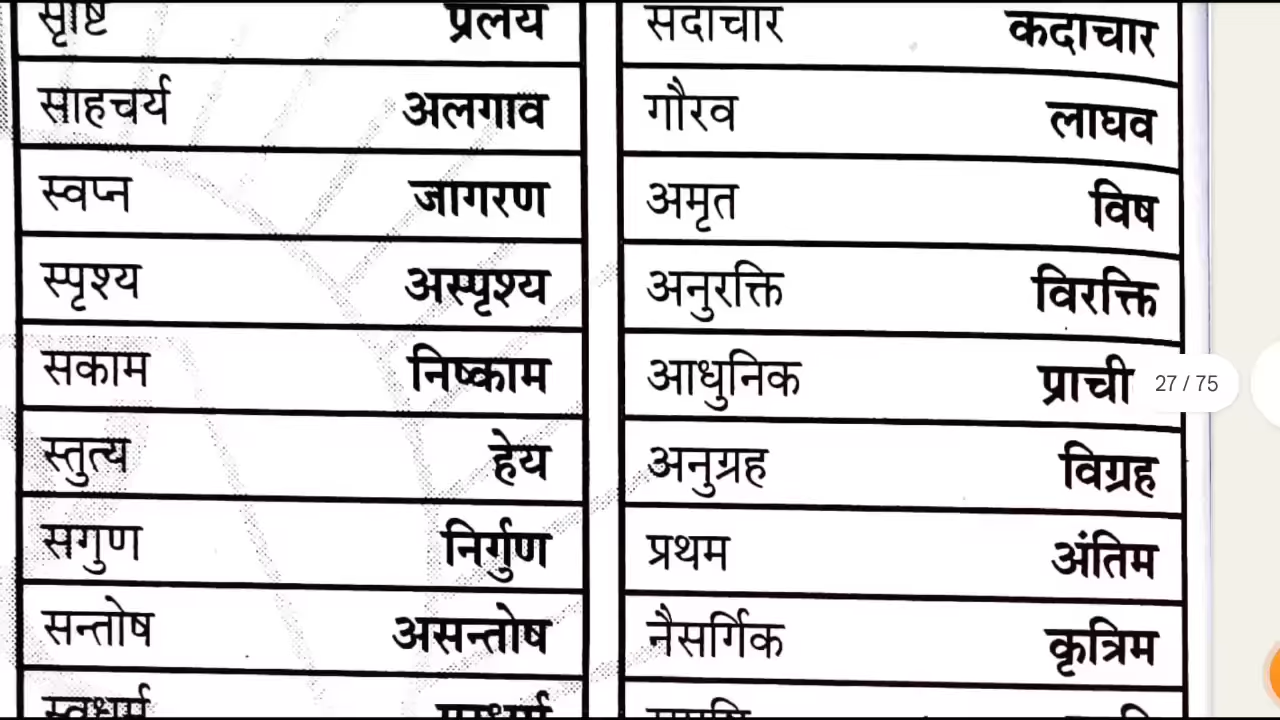 सृष्टि प्रलय
साहचर्य अलगाव
स्वप्न जागरण
स्पृश्य अस्पृश्य
सकाम निष्काम
स्तुत्य हेय
सगुण निर्गुण
सन्तोष असन्तोष
सदाचार कदाचार
गौरव लाघव
अमृत विष
अनुरक्ति विरक्ति
आधुनिक प्राची
अनुग्रह विग्रह
प्रथम अंतिम
नैसर्गिक कृत्रिम
27 / 75